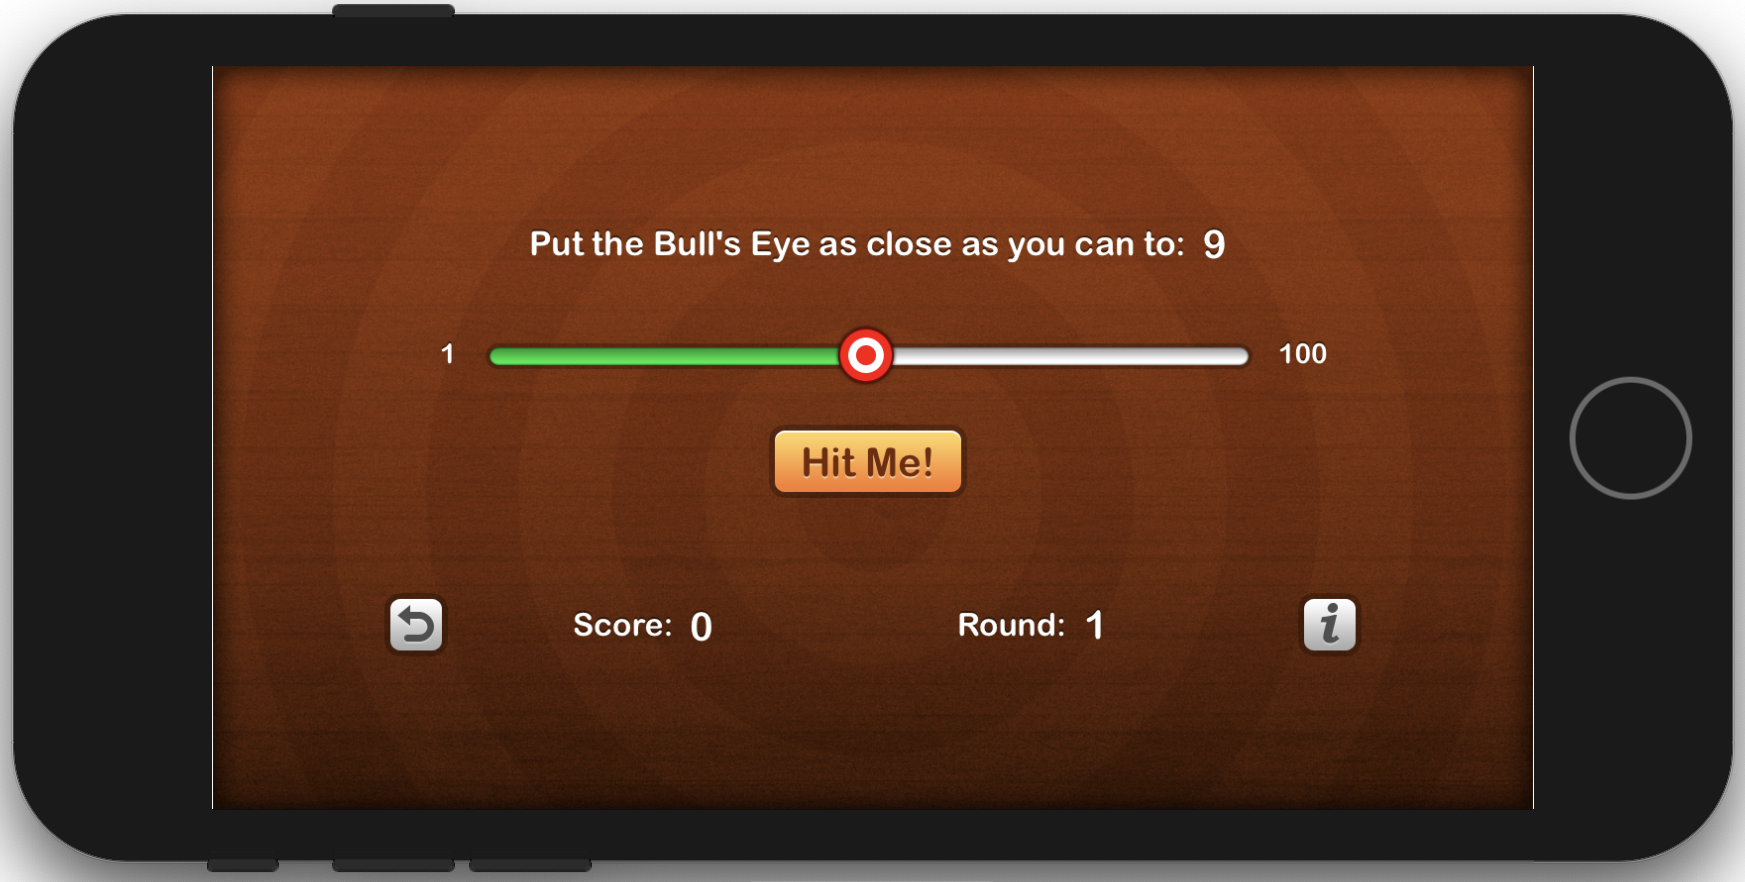 Put the Bull's Eye as close as you can to: 9
1 100
Hit Me!
Score: 0 Round: 1 i